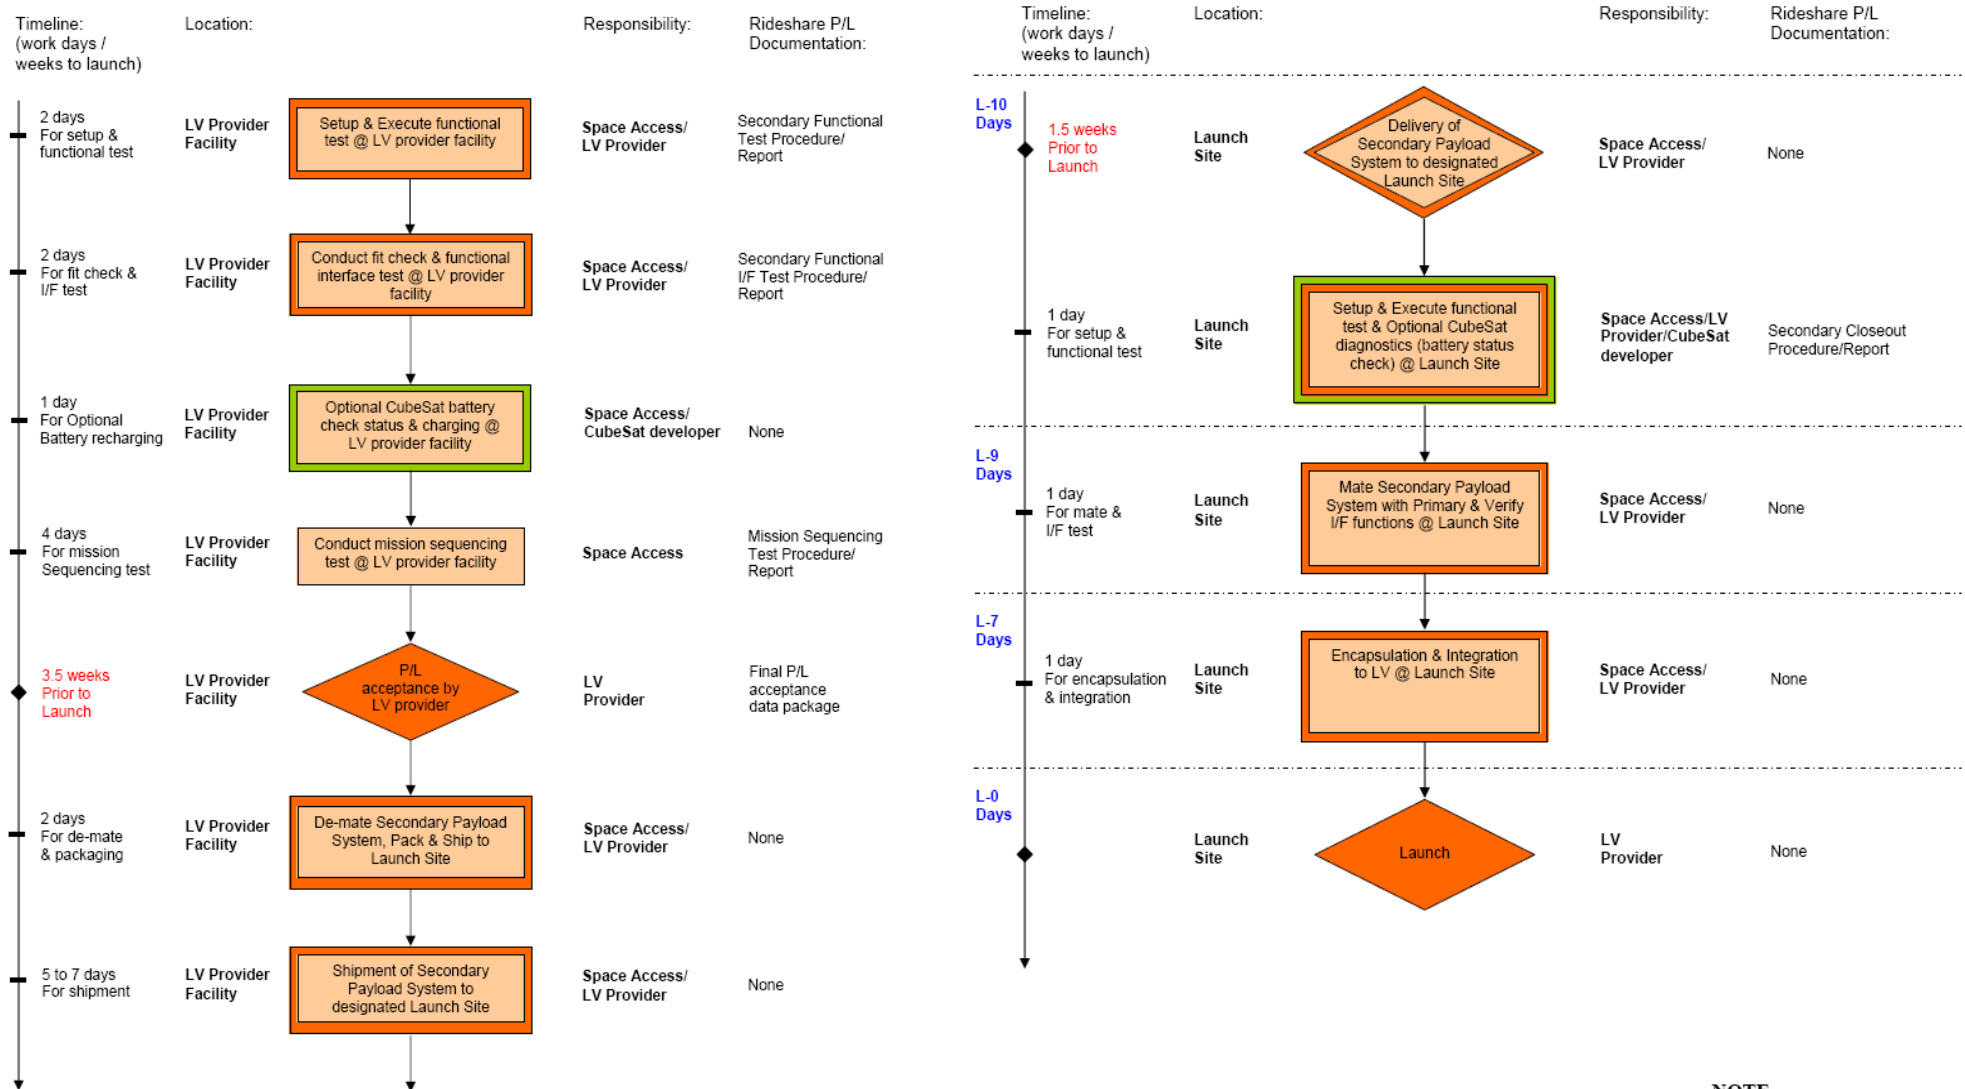 Timeline:
(work days /
weeks to launch)
Location:
Responsibility:
Rideshare P/L
Documentation:
2 days
For setup &
functional test
LV Provider
Facility
Setup & Execute functional
test @ LV provider facility
Space Access/
LV Provider
Secondary Functional
Test Procedure/
Report
2 days
For fit check &
I/F test
LV Provider
Facility
Conduct fit check & functional
interface test @ LV provider
facility
Space Access/
LV Provider
Secondary Functional
I/F Test Procedure/
Report
1 day
For Optional
Battery recharging
LV Provider
Facility
Optional CubeSat battery
check status & charging @
LV provider facility
Space Access/
CubeSat developer
None
4 days
For mission
Sequencing test
LV Provider
Facility
Conduct mission sequencing
test @ LV provider facility
Space Access
Mission Sequencing
Test Procedure/
Report
3.5 weeks
Prior to
Launch
LV Provider
Facility
P/L
acceptance by
LV provider
LV
Provider
Final P/L
acceptance
data package
2 days
For de-mate
& packaging
LV Provider
Facility
De-mate Secondary Payload
System, Pack & Ship to
Launch Site
Space Access/
LV Provider
None
5 to 7 days
For shipment
LV Provider
Facility
Shipment of Secondary
Payload System to
designated Launch Site
Space Access/
LV Provider
None
Timeline:
(work days /
weeks to launch)
Location:
Responsibility:
Rideshare P/L
Documentation:
L-10
Days
1.5 weeks
Prior to
Launch
Launch
Site
Delivery of
Secondary Payload
System to designated
Launch Site
Space Access/
LV Provider
None
1 day
For setup &
functional test
Launch
Site
Setup & Execute functional
test & Optional CubeSat
diagnostics (battery status
check) @ Launch Site
Space Access/LV
Provider/CubeSat
developer
Secondary Closeout
Procedure/Report
L-9
Days
1 day
For mate &
I/F test
Launch
Site
Mate Secondary Payload
System with Primary & Verify
I/F functions @ Launch Site
Space Access/
LV Provider
None
L-7
Days
1 day
For encapsulation
& integration
Launch
Site
Encapsulation & Integration
to LV @ Launch Site
Space Access/
LV Provider
None
L-0
Days
Launch
Site
Launch
LV
Provider
None
NOTE